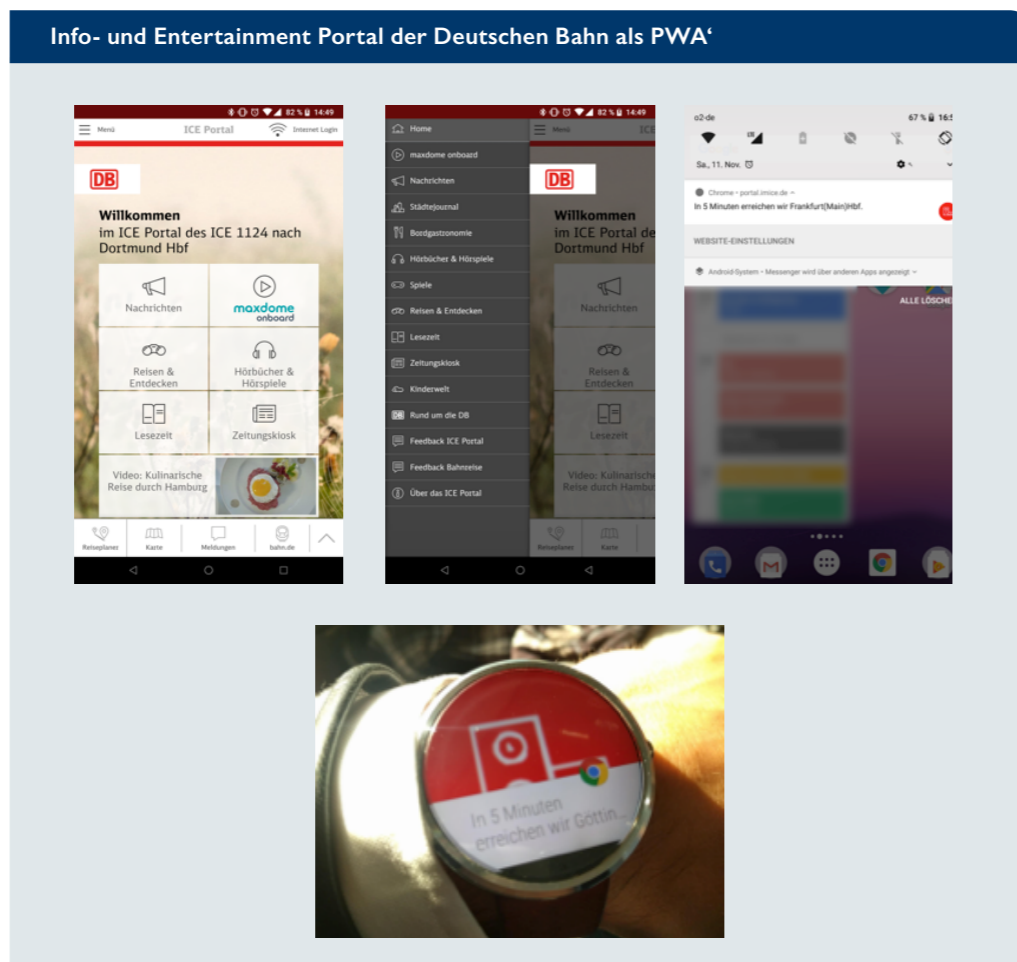 Info- und Entertainment Portal der Deutschen Bahn als PWA‘
82 % 14:49
Menü
ICE Portal
Internet Login
DB
Willkommen
im ICE Portal des ICE 1124 nach
Dortmund Hbf
Nachrichten
maxdome
onboard
Reisen &
Entdecken
Hörbücher &
Hörspiele
Lesezeit
Zeitungskiosk
Video: Kulinarische
Reise durch Hamburg
Reiseplaner
Karte
Meldungen
bahn.de
82 % 14:49
Home
maxdome onboard
Nachrichten
Städtejournal
Bordgastronomie
Hörbücher & Hörspiele
Spiele
Reisen & Entdecken
Lesezeit
Zeitungskiosk
Kinderwelt
Rund um die DB
Feedback ICE Portal
Feedback Bahnreise
Über das ICE Portal
Menü
ICE
DB
Willkommen
im ICE Portal de
Dortmund Hbf
Nachrichten
Reisen &
Entdecken
Lesezeit
Video: Kulinarische
Reise durch Hambu
Reiseplaner
Karte
o2-de
67 % 16:5
Sa., 11. Nov.
Chrome • portal.imice.de
In 5 Minuten erreichen wir Frankfurt(Main)Hbf.
WEBSITE-EINSTELLUNGEN
Android-System • Messenger wird über anderen Apps angezeigt
ALLE LÖSCHE
In 5 Minuten
erreichen wir Göttin...